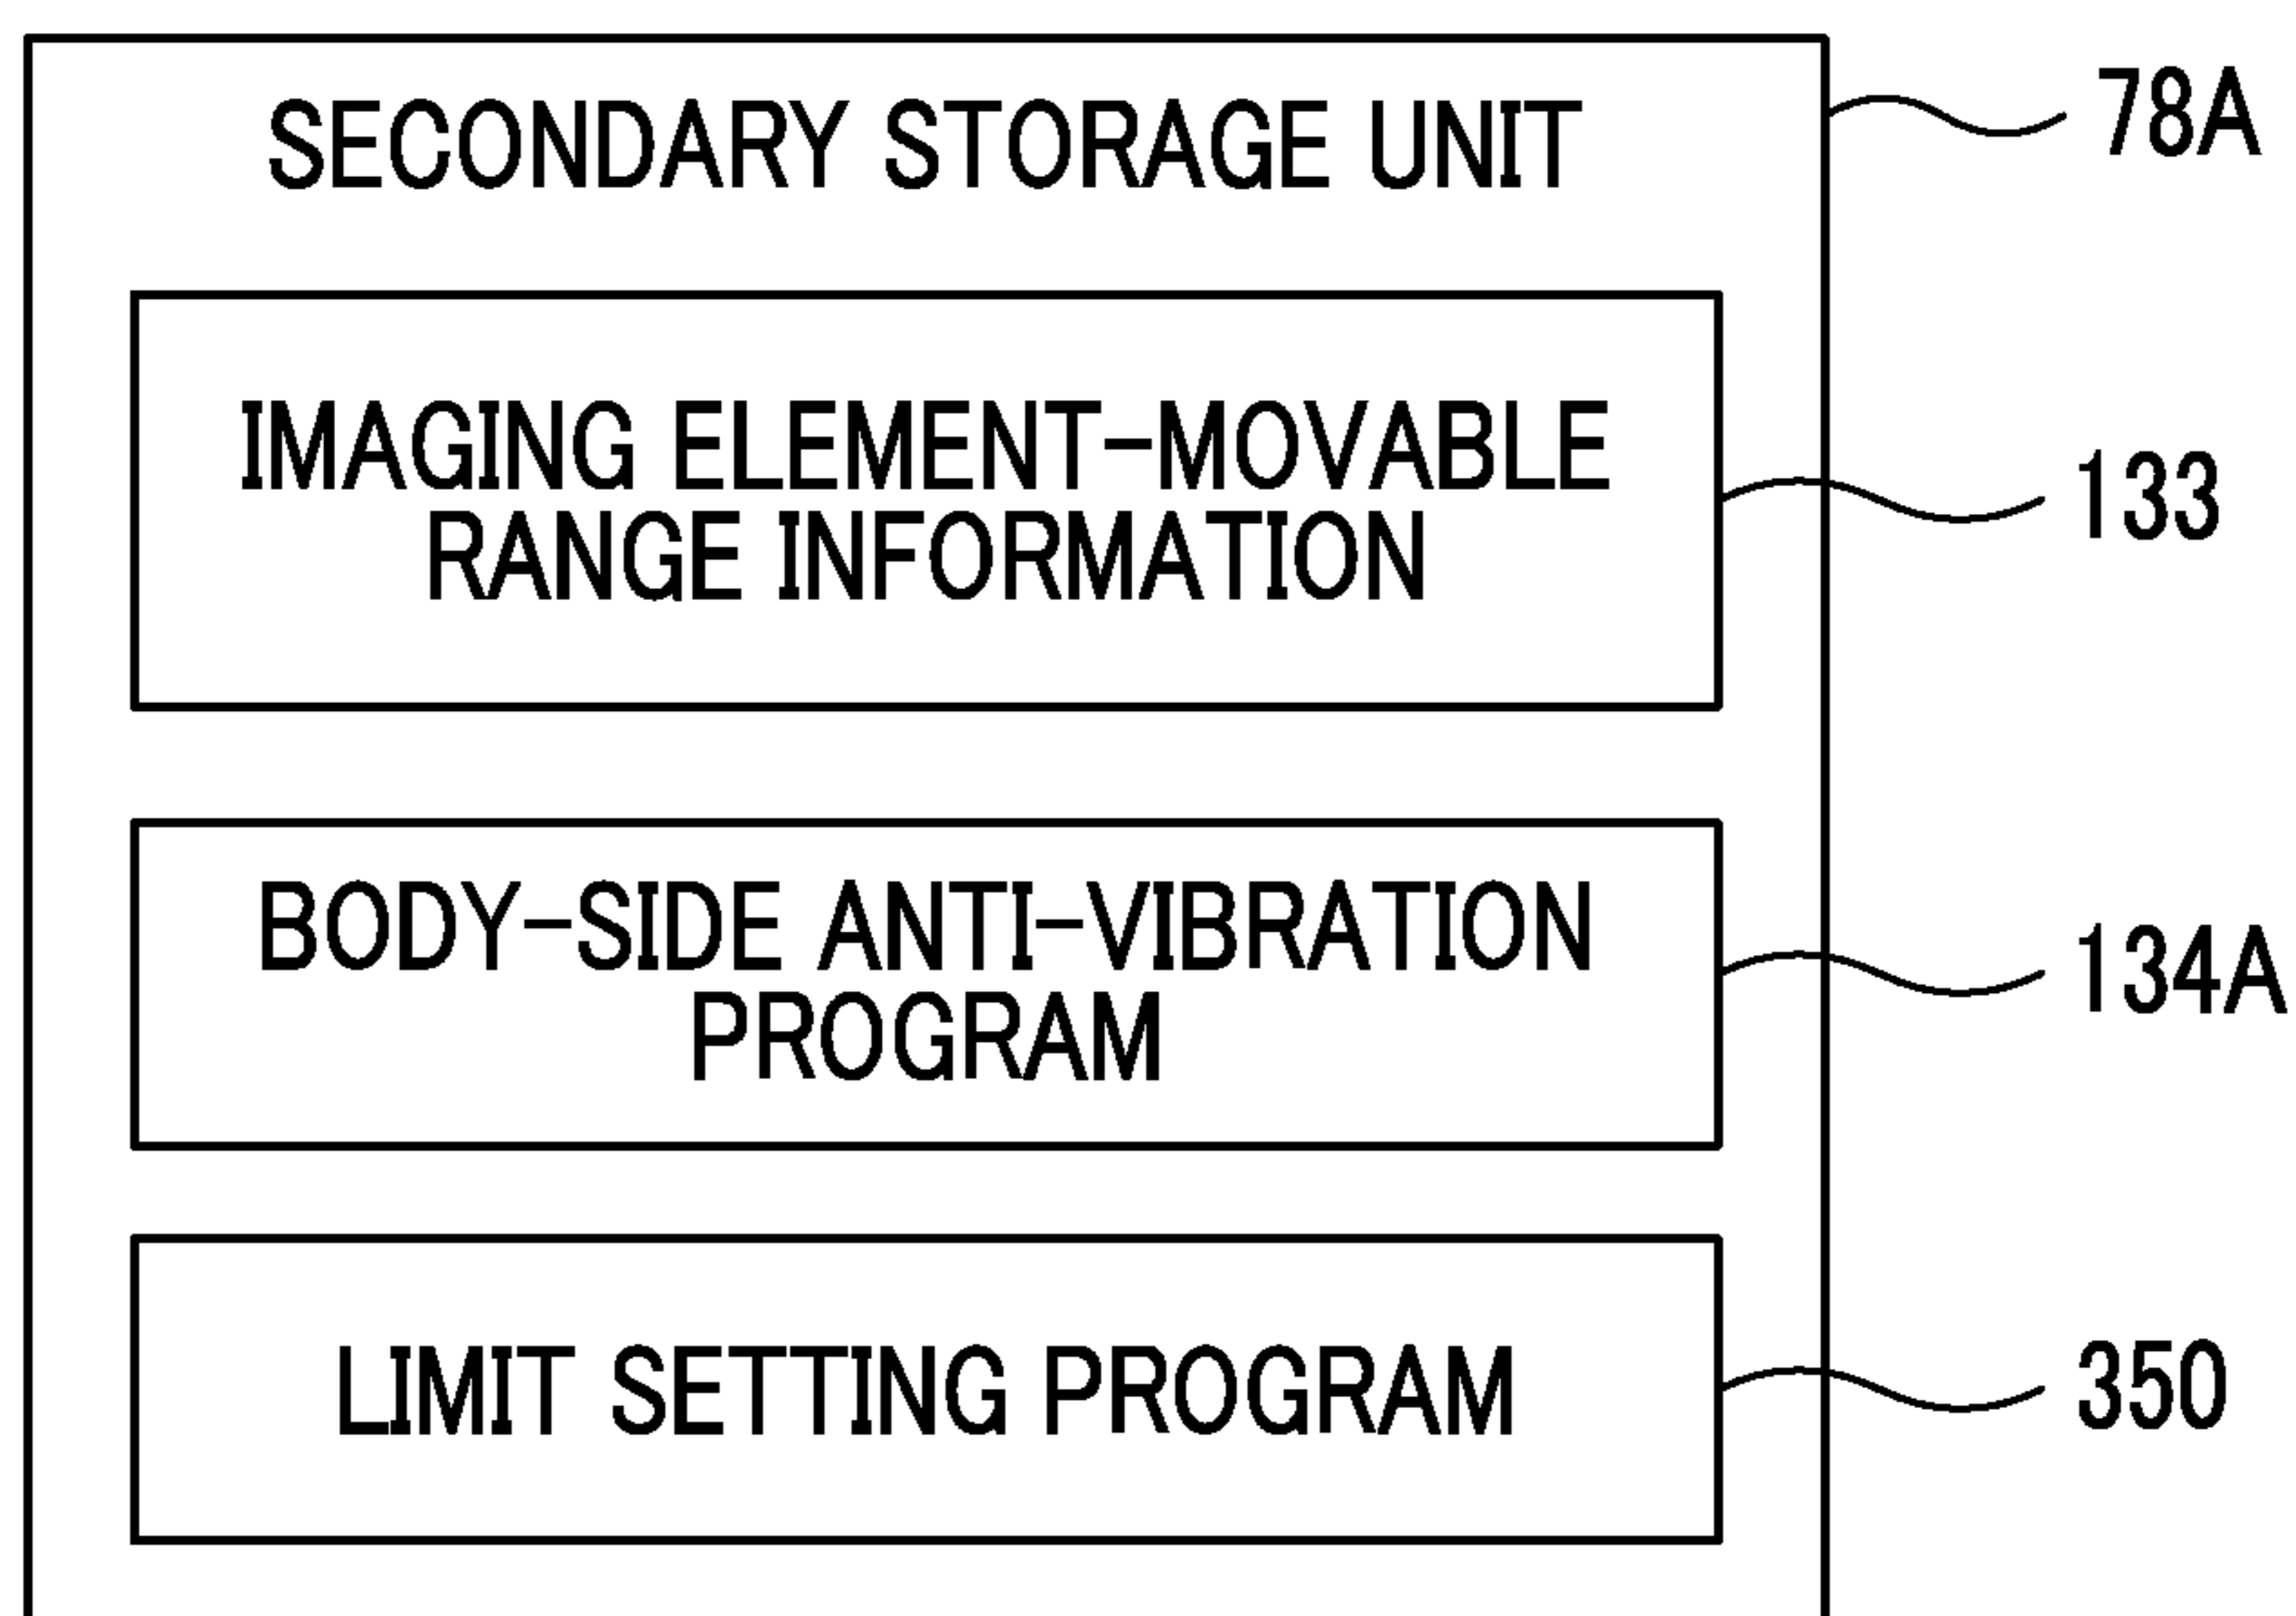 SECONDARY STORAGE UNIT
78A
IMAGING ELEMENT-MOVABLE
RANGE INFORMATION
133
BODY-SIDE ANTI-VIBRATION
PROGRAM
134A
LIMIT SETTING PROGRAM
350